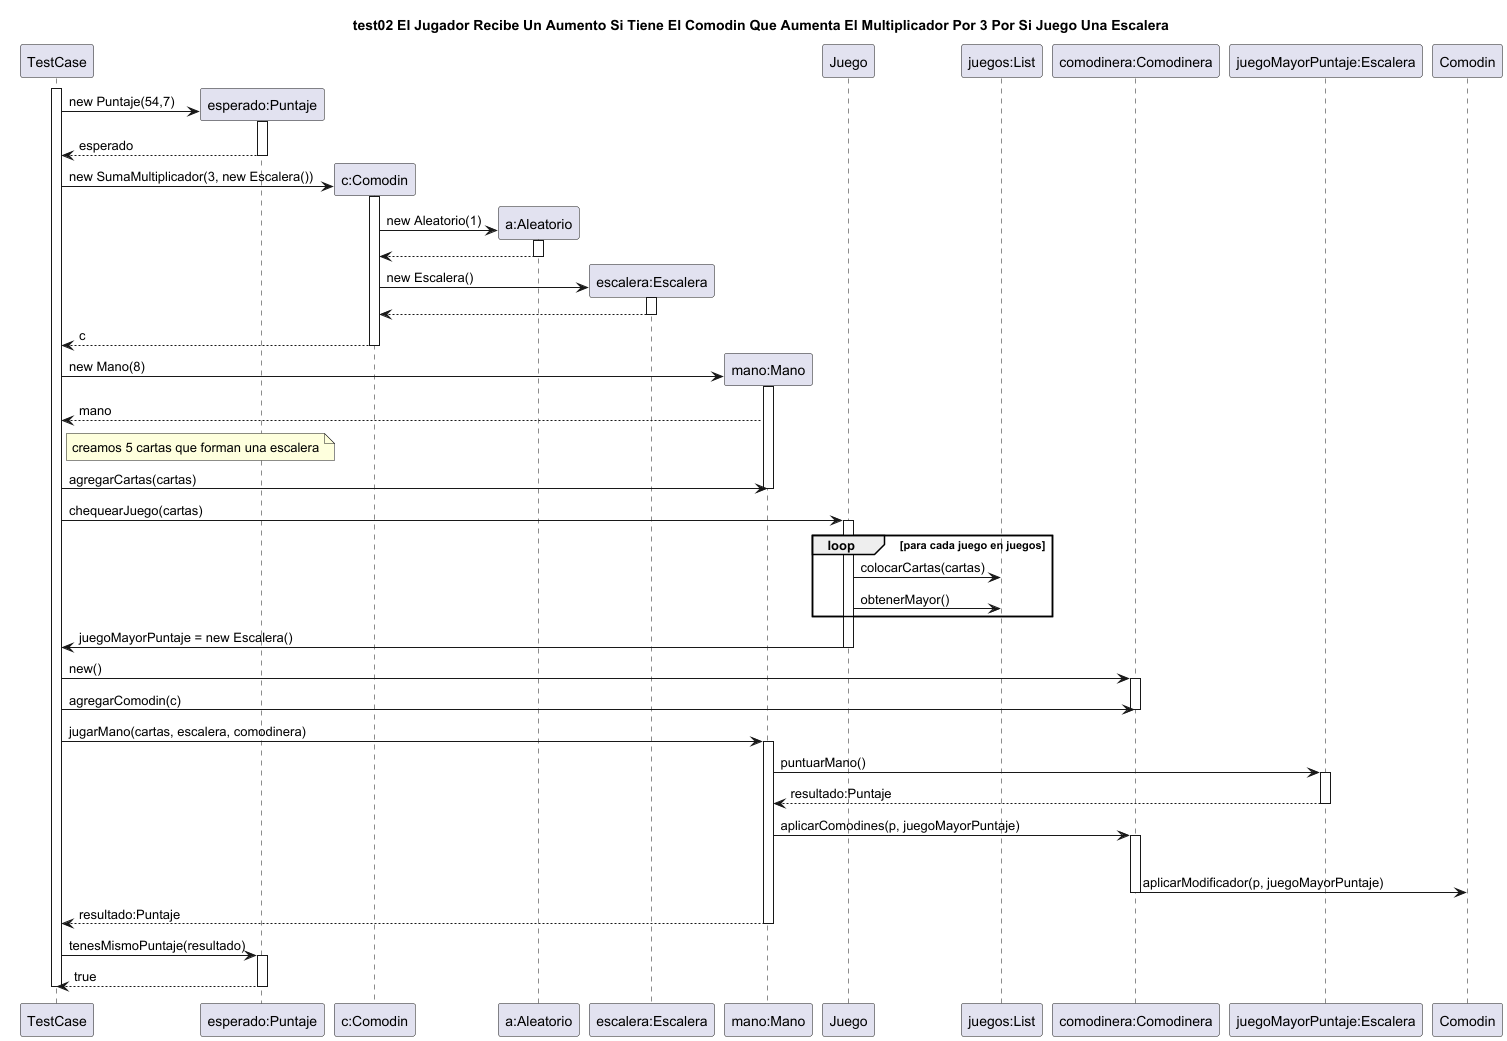 test02 El Jugador Recibe Un Aumento Si Tiene El Comodin Que Aumenta El Multiplicador Por 3 Por Si Juego Una Escalera
TestCase
Juego
juegos:List
comodinera:Comodinera
juegoMayorPuntaje:Escalera
Comodin
new Puntaje(54,7)
esperado:Puntaje
esperado
new SumaMultiplicador(3, new Escalera())
c:Comodin
new Aleatorio(1)
a:Aleatorio
new Escalera()
escalera:Escalera
c
new Mano(8)
mano:Mano
mano
creamos 5 cartas que forman una escalera
agregarCartas(cartas)
chequearJuego(cartas)
loop
[para cada juego en juegos]
colocarCartas(cartas)
obtenerMayor()
juegoMayorPuntaje = new Escalera()
new()
agregarComodin(c)
jugarMano(cartas, escalera, comodinera)
puntuarMano()
resultado:Puntaje
aplicarComodines(p, juegoMayorPuntaje)
aplicarModificador(p, juegoMayorPuntaje)
resultado:Puntaje
tenesMismoPuntaje(resultado)
true
TestCase
esperado:Puntaje
c:Comodin
a:Aleatorio
escalera:Escalera
mano:Mano
Juego
juegos:List
comodinera:Comodinera
juegoMayorPuntaje:Escalera
Comodin